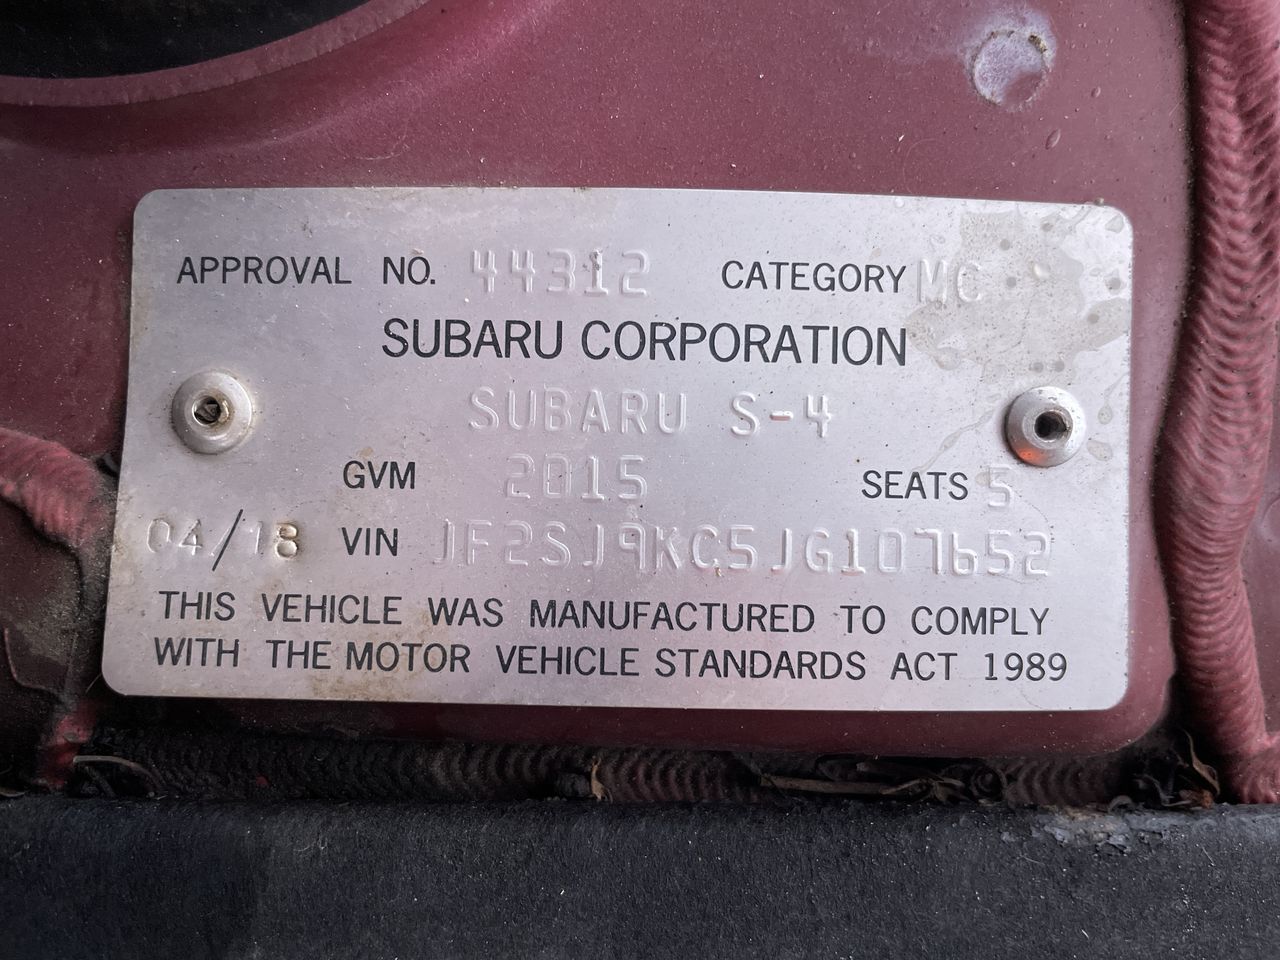 APPROVAL NO. 44312 CATEGORY MC
SUBARU CORPORATION
SUBARU S-4
GVM 2015 SEATS 5
04/18 VIN JF2SJ9KC5JG107652
THIS VEHICLE WAS MANUFACTURED TO COMPLY
WITH THE MOTOR VEHICLE STANDARDS ACT 1989